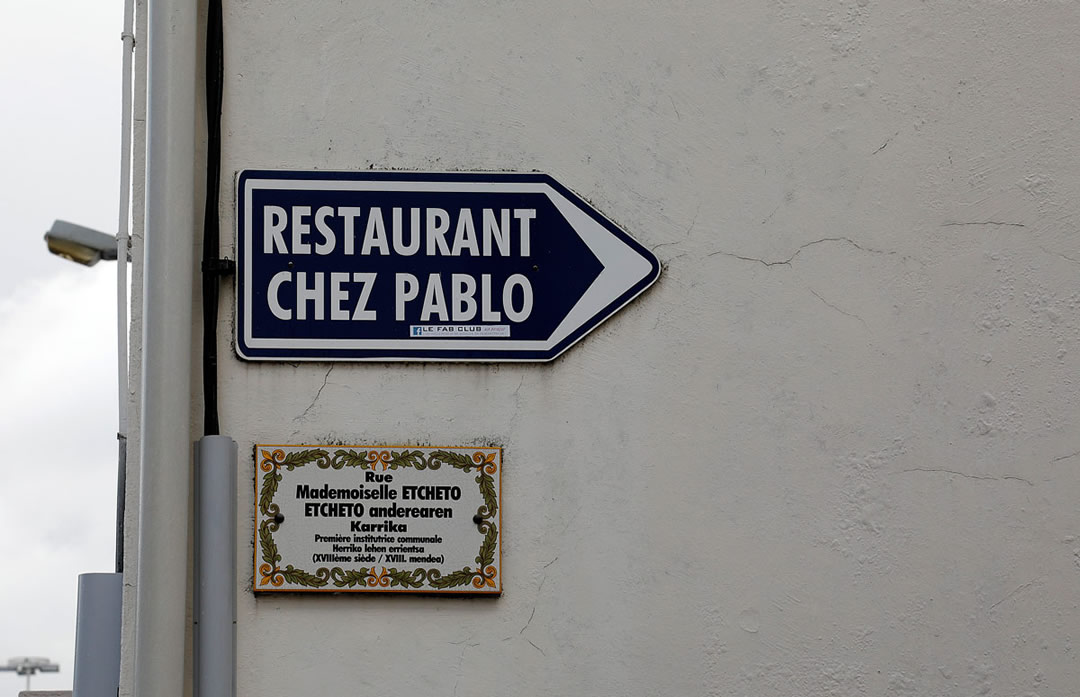 RESTAURANT
CHEZ PABLO
LE FAB CLUB
Rue
Mademoiselle ETCHETO
ETCHETO anderearen
Karrika
Première institutrice communale
Herriko lehen errientsa
(XVIIIème siède / XVIII. mendea)